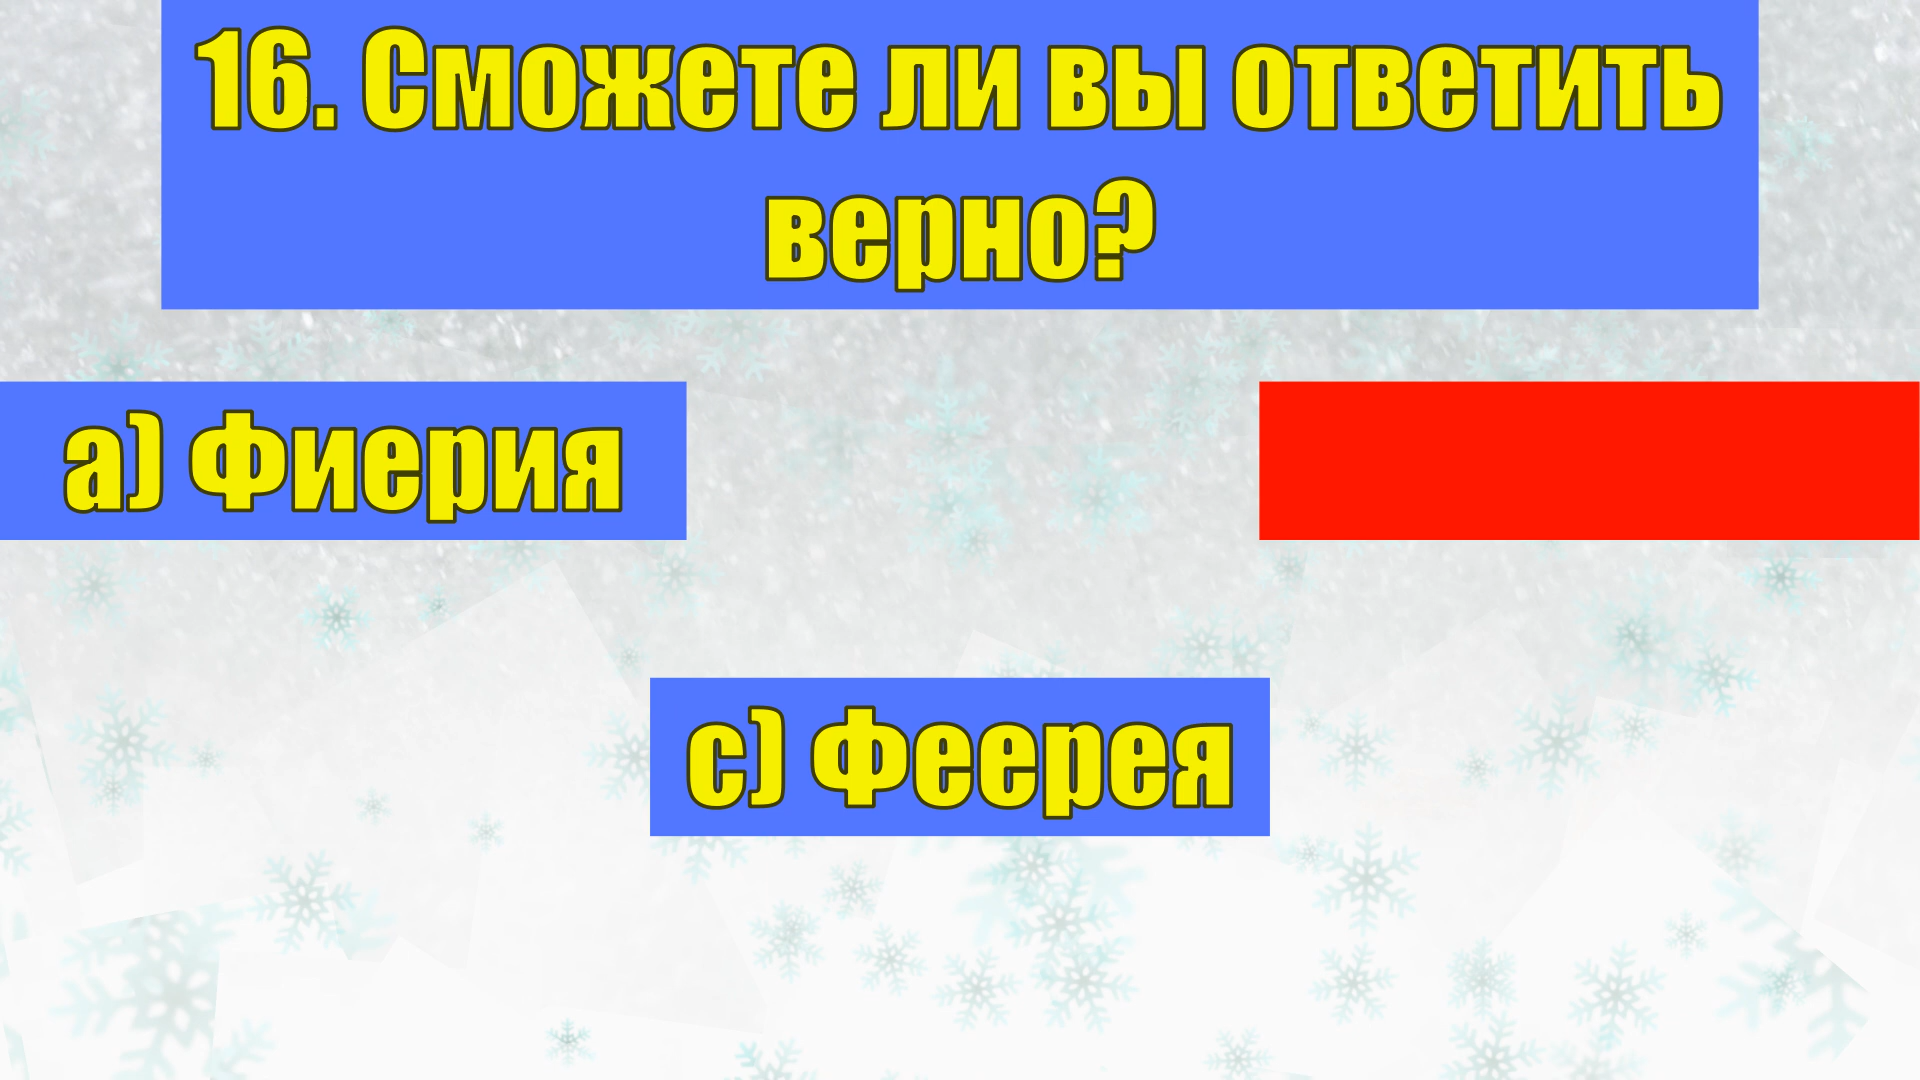 16. Сможете ли вы ответить
верно?
а) Фиерия
с) Феерея